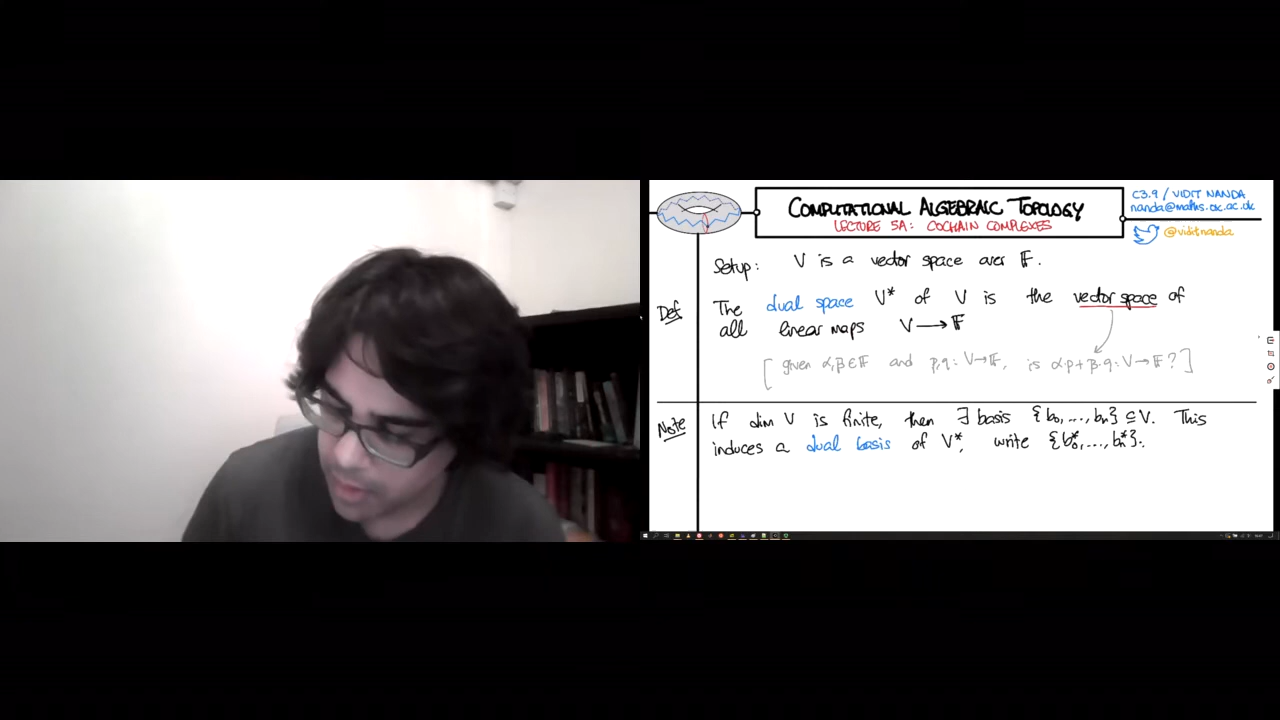 COMPUTATIONAL ALGEBRAIC TOPOLOGY
LECTURE 5A: COCHAIN COMPLEXES
C3.9 / VIDIT NANDA
nanda@maths.ox.ac.uk
@viditnanda
Setup: V is a vector space over 𝔽.
Def The dual space V* of V is the vector space of
all linear maps V → 𝔽
[given α,β ∈ 𝔽 and p,q: V → 𝔽, is α·p + β·q: V → 𝔽?]
Note If dim V is finite, then ∃ basis {b₀,...,bₙ} ⊆ V. This
induces a dual basis of V*, write {b₀*,...,bₙ*}.